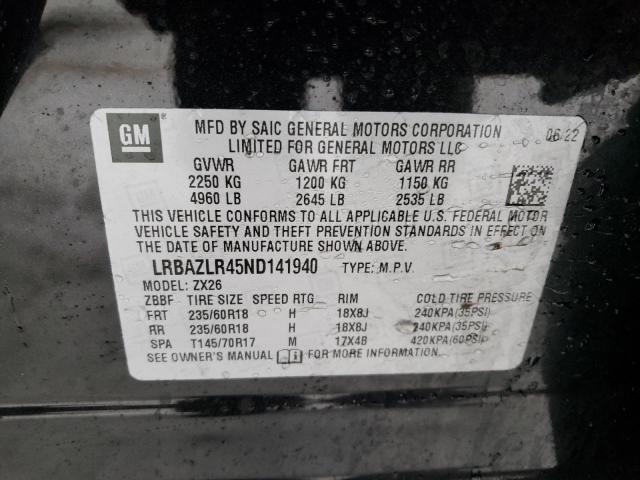 GM ®
MFD BY SAIC GENERAL MOTORS CORPORATION 06/22
LIMITED FOR GENERAL MOTORS LLC
GVWR GAWR FRT GAWR RR
2250 KG 1200 KG 1150 KG
4960 LB 2645 LB 2535 LB
THIS VEHICLE CONFORMS TO ALL APPLICABLE U.S. FEDERAL MOTOR
VEHICLE SAFETY AND THEFT PREVENTION STANDARDS IN EFFECT ON
THE DATE OF MANUFACTURE SHOWN ABOVE.
LRBAZLR45ND141940 TYPE: M.P.V.
MODEL: ZX26
ZBBF TIRE SIZE SPEED RTG RIM COLD TIRE PRESSURE
FRT 235/60R18 H 18X8J 240KPA(35PSI)
RR 235/60R18 H 18X8J 240KPA(35PSI)
SPA T145/70R17 M 17X4B 420KPA(60PSI)
SEE OWNER'S MANUAL FOR MORE INFORMATION.